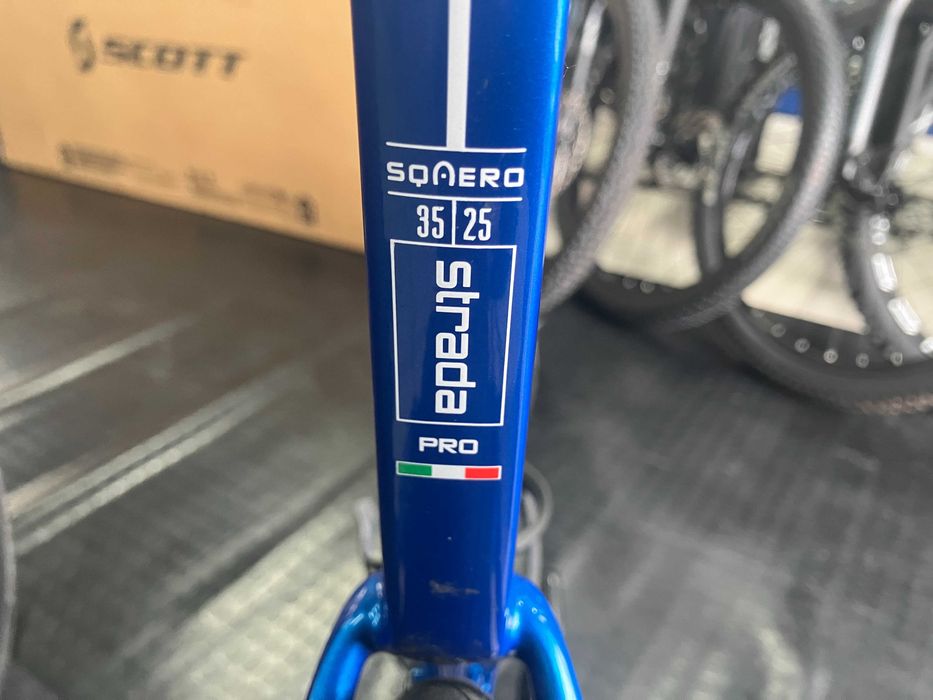 SCOTT
SQAERO
35 25
strada
PRO